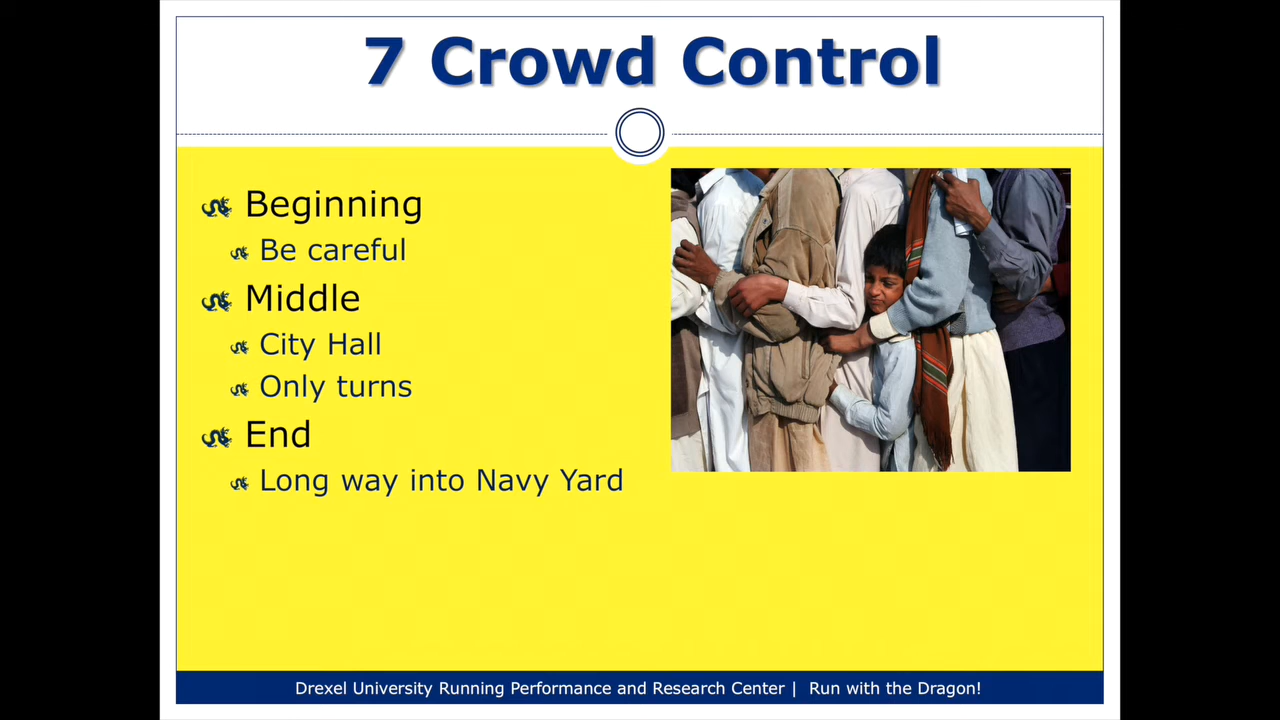 7 Crowd Control
Beginning
Be careful
Middle
City Hall
Only turns
End
Long way into Navy Yard
Drexel University Running Performance and Research Center | Run with the Dragon!